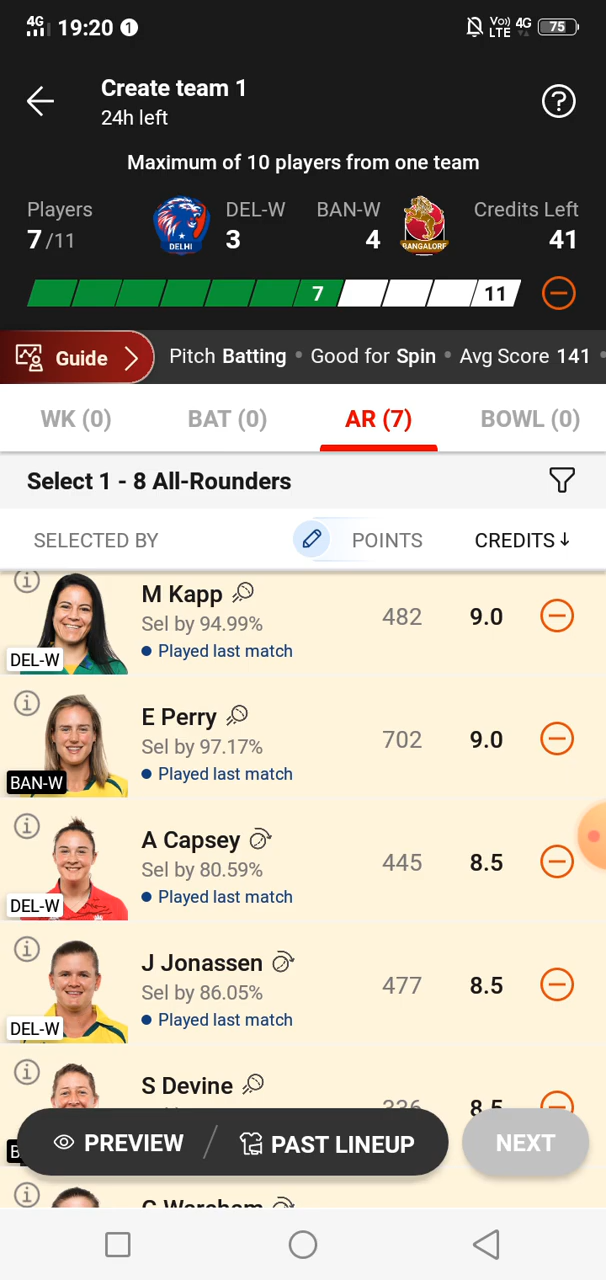 4G 19:20 1 Vo) LTE 4G 75
Create team 1
24h left
?
Maximum of 10 players from one team
Players DEL-W BAN-W Credits Left
7/11 DELHI 3 4 BANGALORE 41
7 11
Guide Pitch Batting • Good for Spin • Avg Score 141 •
WK (0) BAT (0) AR (7) BOWL (0)
Select 1 - 8 All-Rounders
SELECTED BY POINTS CREDITS↓
M Kapp
Sel by 94.99% 482 9.0
Played last match
DEL-W
E Perry
Sel by 97.17% 702 9.0
Played last match
BAN-W
A Capsey
Sel by 80.59% 445 8.5
Played last match
DEL-W
J Jonassen
Sel by 86.05% 477 8.5
Played last match
DEL-W
S Devine
336 8.5
PREVIEW / PAST LINEUP NEXT
G Wareham